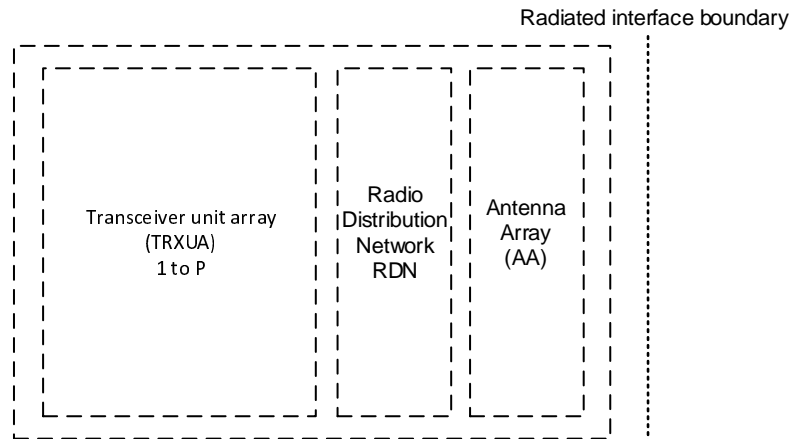 Radiated interface boundary
Transceiver unit array
(TRXUA)
1 to P
Radio
Distribution
Network
RDN
Antenna
Array
(AA)